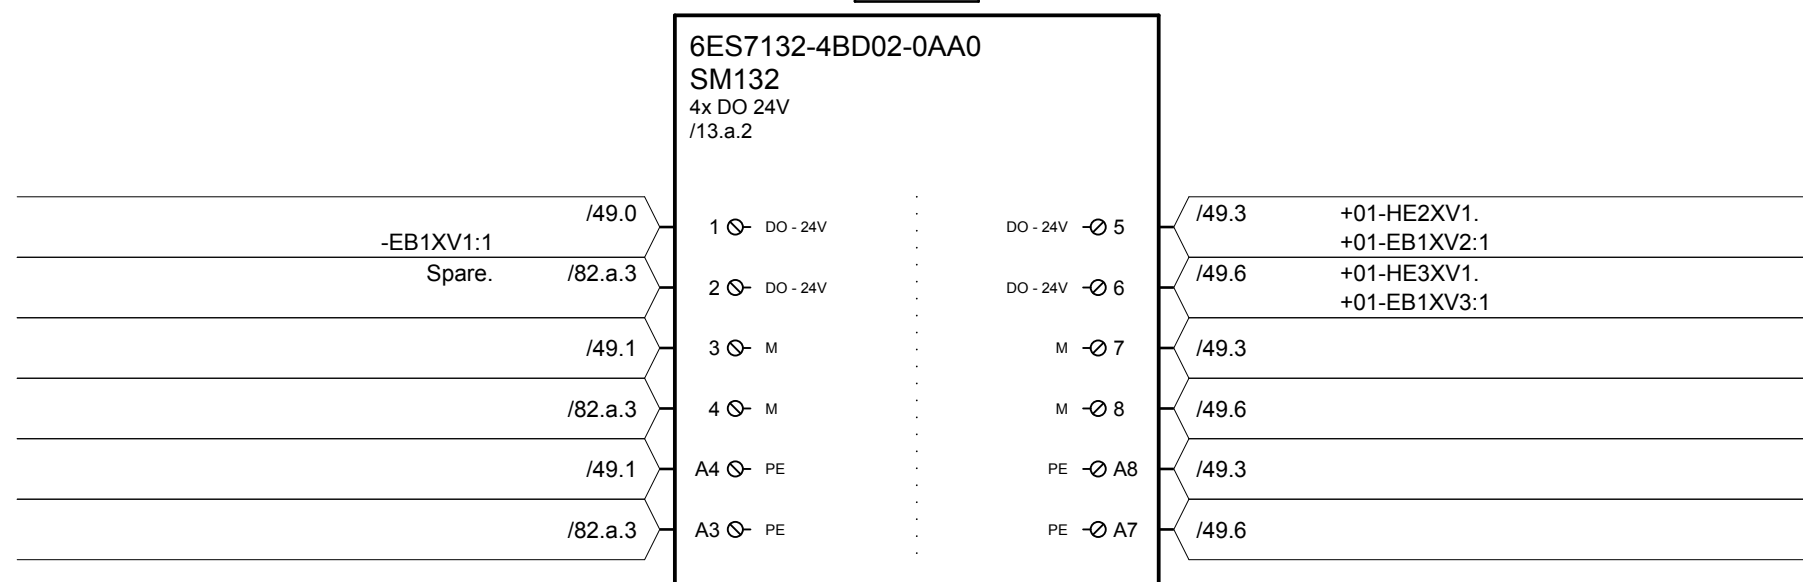 6ES7132-4BD02-0AA0
SM132
4x DO 24V
/13.a.2
/49.0 1 DO - 24V DO - 24V 5 /49.3 +01-HE2XV1.
-EB1XV1:1 +01-EB1XV2:1
Spare. /82.a.3 2 DO - 24V DO - 24V 6 /49.6 +01-HE3XV1.
+01-EB1XV3:1
/49.1 3 M M 7 /49.3
/82.a.3 4 M M 8 /49.6
/49.1 A4 PE PE A8 /49.3
/82.a.3 A3 PE PE A7 /49.6